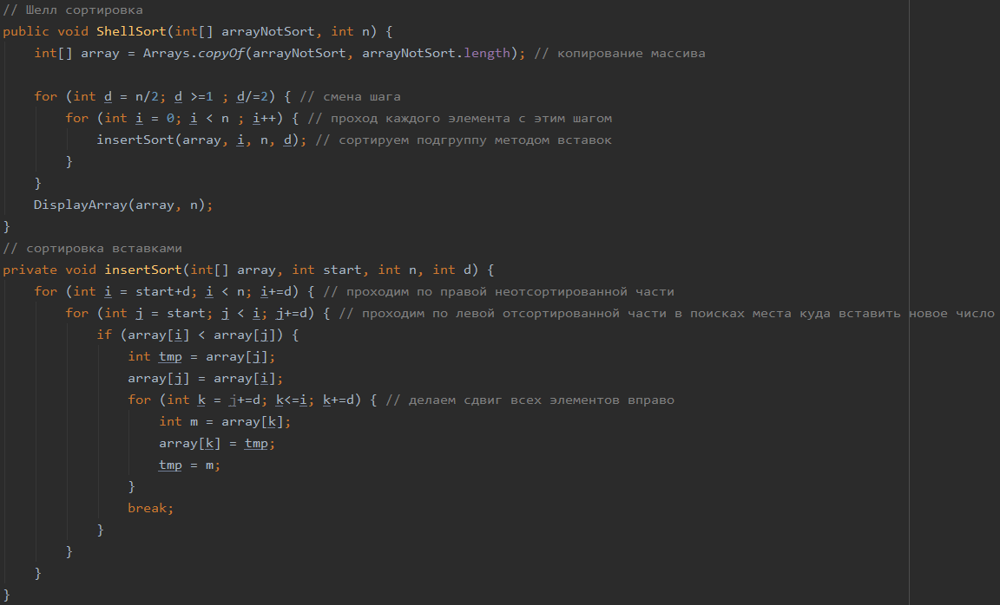 // Шелл сортировка
public void ShellSort(int[] arrayNotSort, int n) {
    int[] array = Arrays.copyOf(arrayNotSort, arrayNotSort.length); // копирование массива

    for (int d = n/2; d >=1 ; d/=2) { // смена шага
        for (int i = 0; i < n ; i++) { // проход каждого элемента с этим шагом
            insertSort(array, i, n, d); // сортируем подгруппу методом вставок
        }
    }
    DisplayArray(array, n);
}
// сортировка вставками
private void insertSort(int[] array, int start, int n, int d) {
    for (int i = start+d; i < n; i+=d) { // проходим по правой неотсортированной части
        for (int j = start; j < i; j+=d) { // проходим по левой отсортированной части в поисках места куда вставить новое число
            if (array[i] < array[j]) {
                int tmp = array[j];
                array[j] = array[i];
                for (int k = j+=d; k<=i; k+=d) { // делаем сдвиг всех элементов вправо
                    int m = array[k];
                    array[k] = tmp;
                    tmp = m;
                }
                break;
            }
        }
    }
}